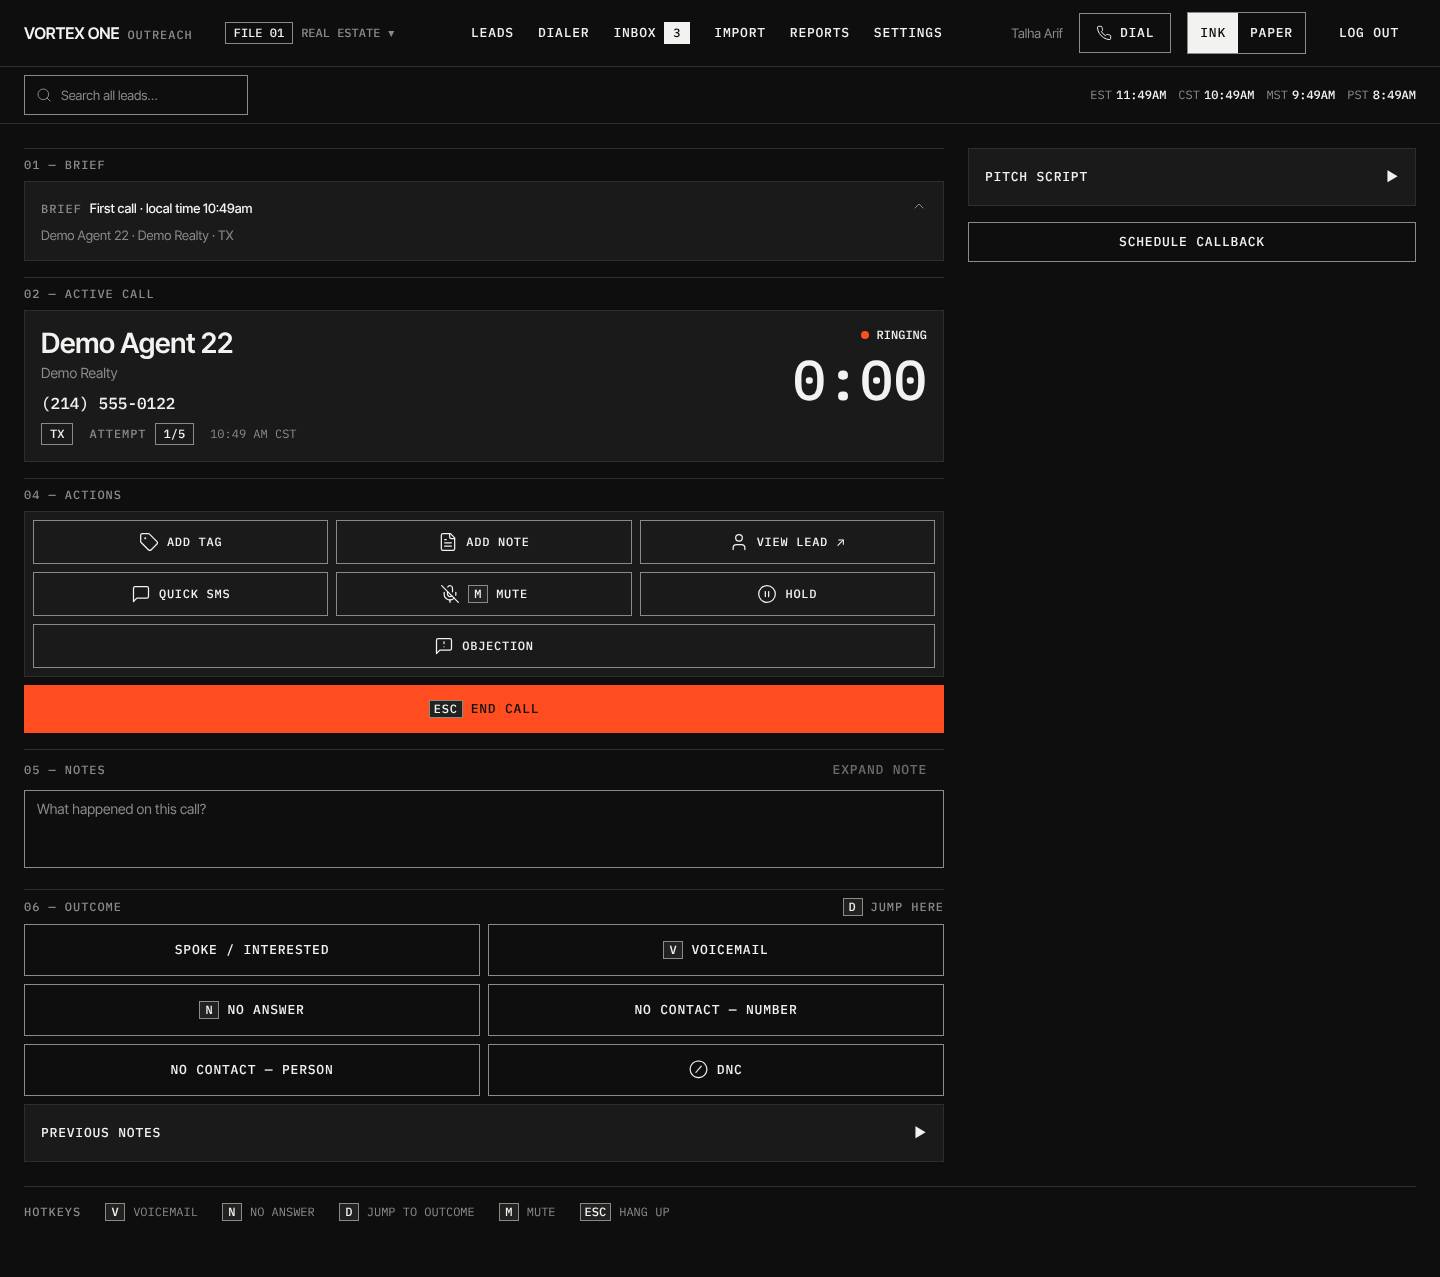 VORTEX ONE OUTREACH FILE 01 REAL ESTATE ▼ LEADS DIALER INBOX 3 IMPORT REPORTS SETTINGS Talha Arif DIAL INK PAPER LOG OUT
Search all leads… EST 11:49AM CST 10:49AM MST 9:49AM PST 8:49AM
01 — BRIEF
BRIEF First call · local time 10:49am
Demo Agent 22 · Demo Realty · TX
PITCH SCRIPT ▶
SCHEDULE CALLBACK
02 — ACTIVE CALL
Demo Agent 22
Demo Realty
(214) 555-0122
TX ATTEMPT 1/5 10:49 AM CST
RINGING
0:00
04 — ACTIONS
ADD TAG ADD NOTE VIEW LEAD ↗
QUICK SMS M MUTE HOLD
OBJECTION
ESC END CALL
05 — NOTES EXPAND NOTE
What happened on this call?
06 — OUTCOME D JUMP HERE
SPOKE / INTERESTED V VOICEMAIL
N NO ANSWER NO CONTACT — NUMBER
NO CONTACT — PERSON DNC
PREVIOUS NOTES ▶
HOTKEYS V VOICEMAIL N NO ANSWER D JUMP TO OUTCOME M MUTE ESC HANG UP